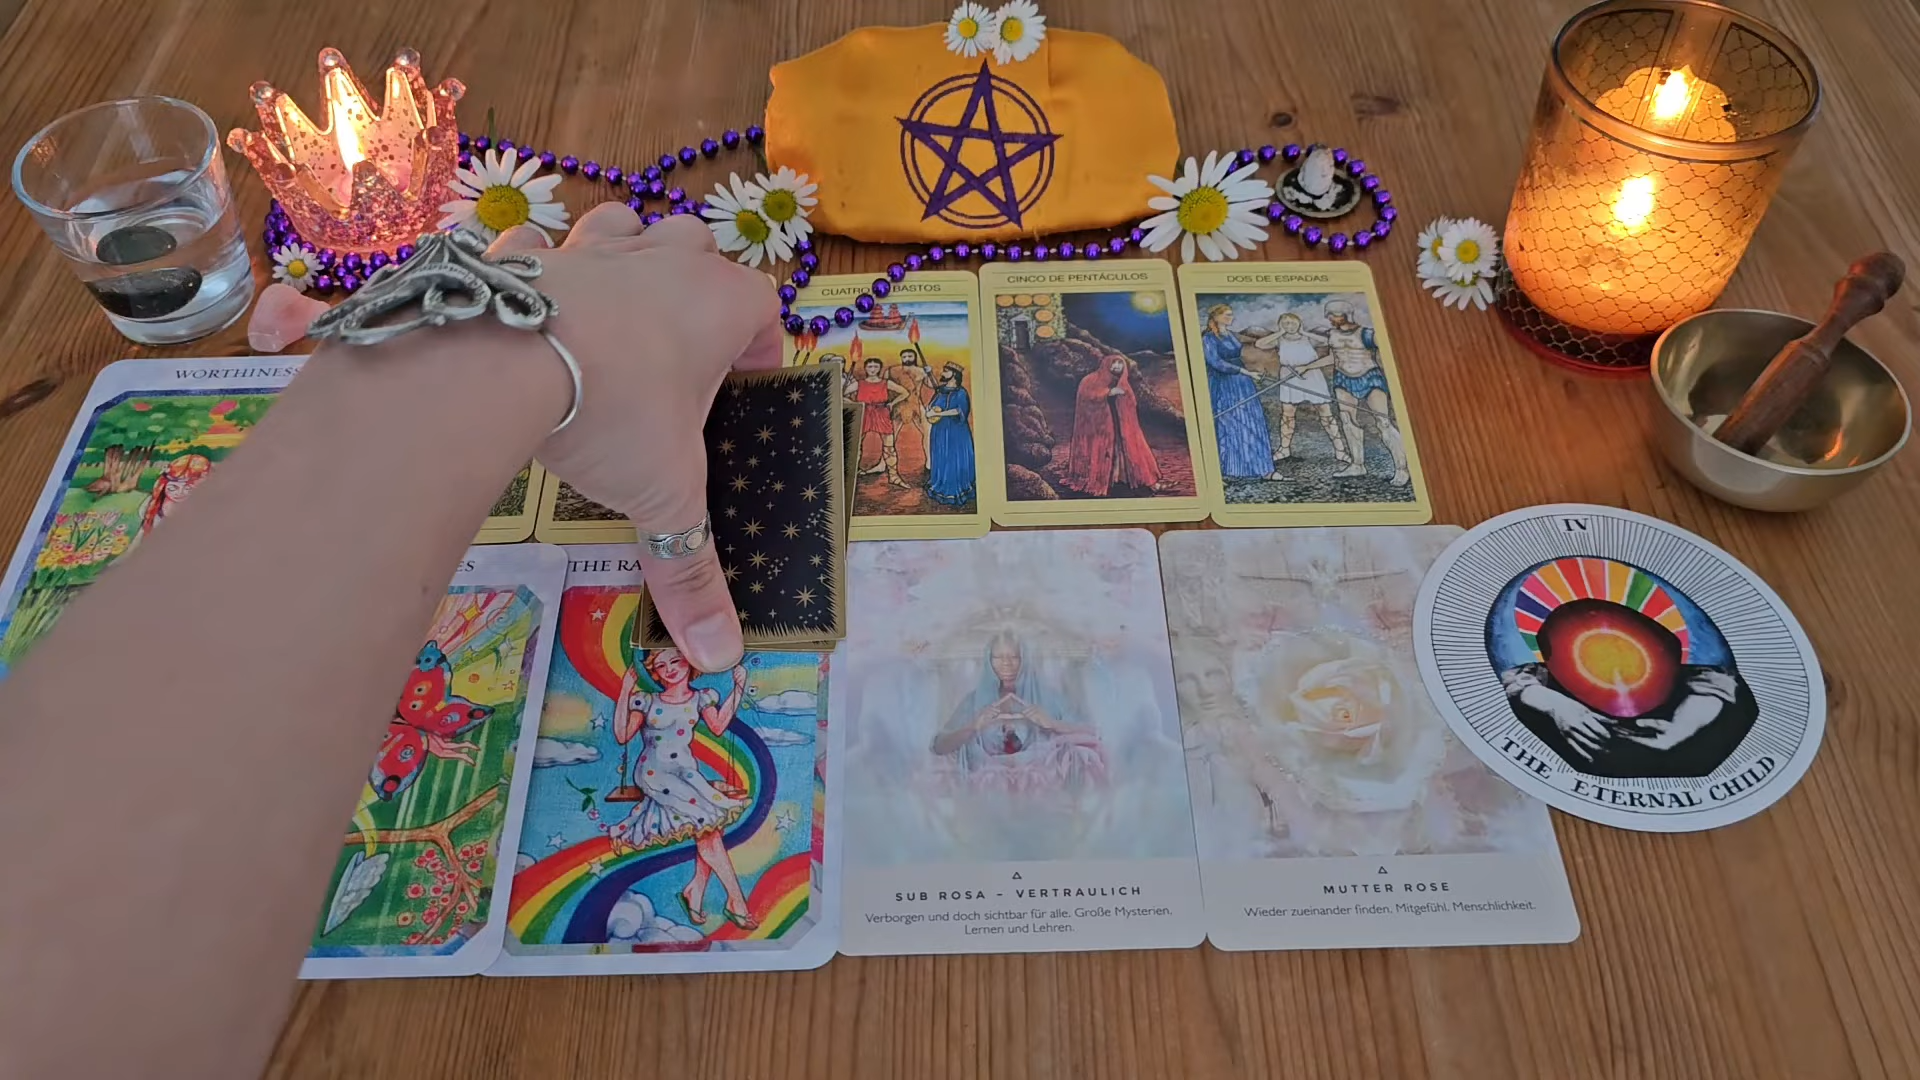 CUATRO BASTOS
CINCO DE PENTÁCULOS
DOS DE ESPADAS
WORTHINESS
ES
THE RA
IV
THE ETERNAL CHILD
SUB ROSA – VERTRAULICH
Verborgen und doch sichtbar für alle. Große Mysterien.
Lernen und Lehren.
MUTTER ROSE
Wieder zueinander finden. Mitgefühl. Menschlichkeit.